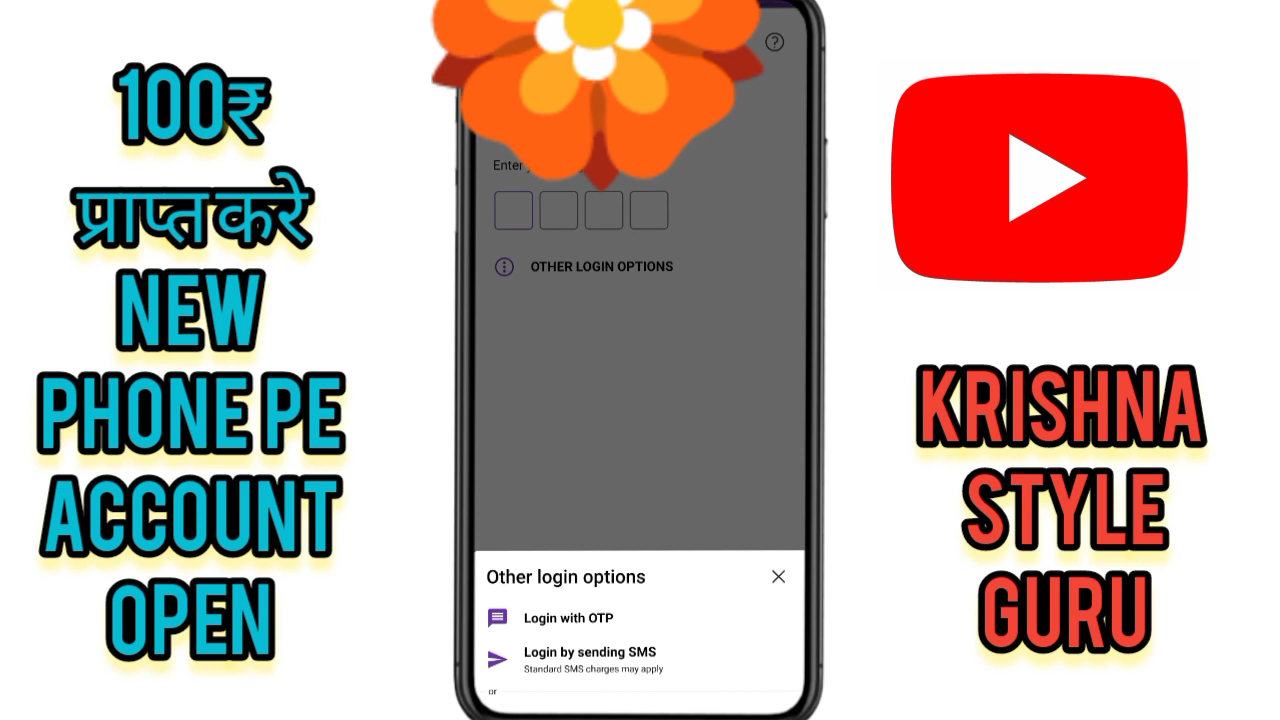 100₹
प्राप्त करे
NEW
PHONE PE
ACCOUNT
OPEN
Enter
OTHER LOGIN OPTIONS
Other login options
Login with OTP
Login by sending SMS
Standard SMS charges may apply
or
KRISHNA
STYLE
GURU